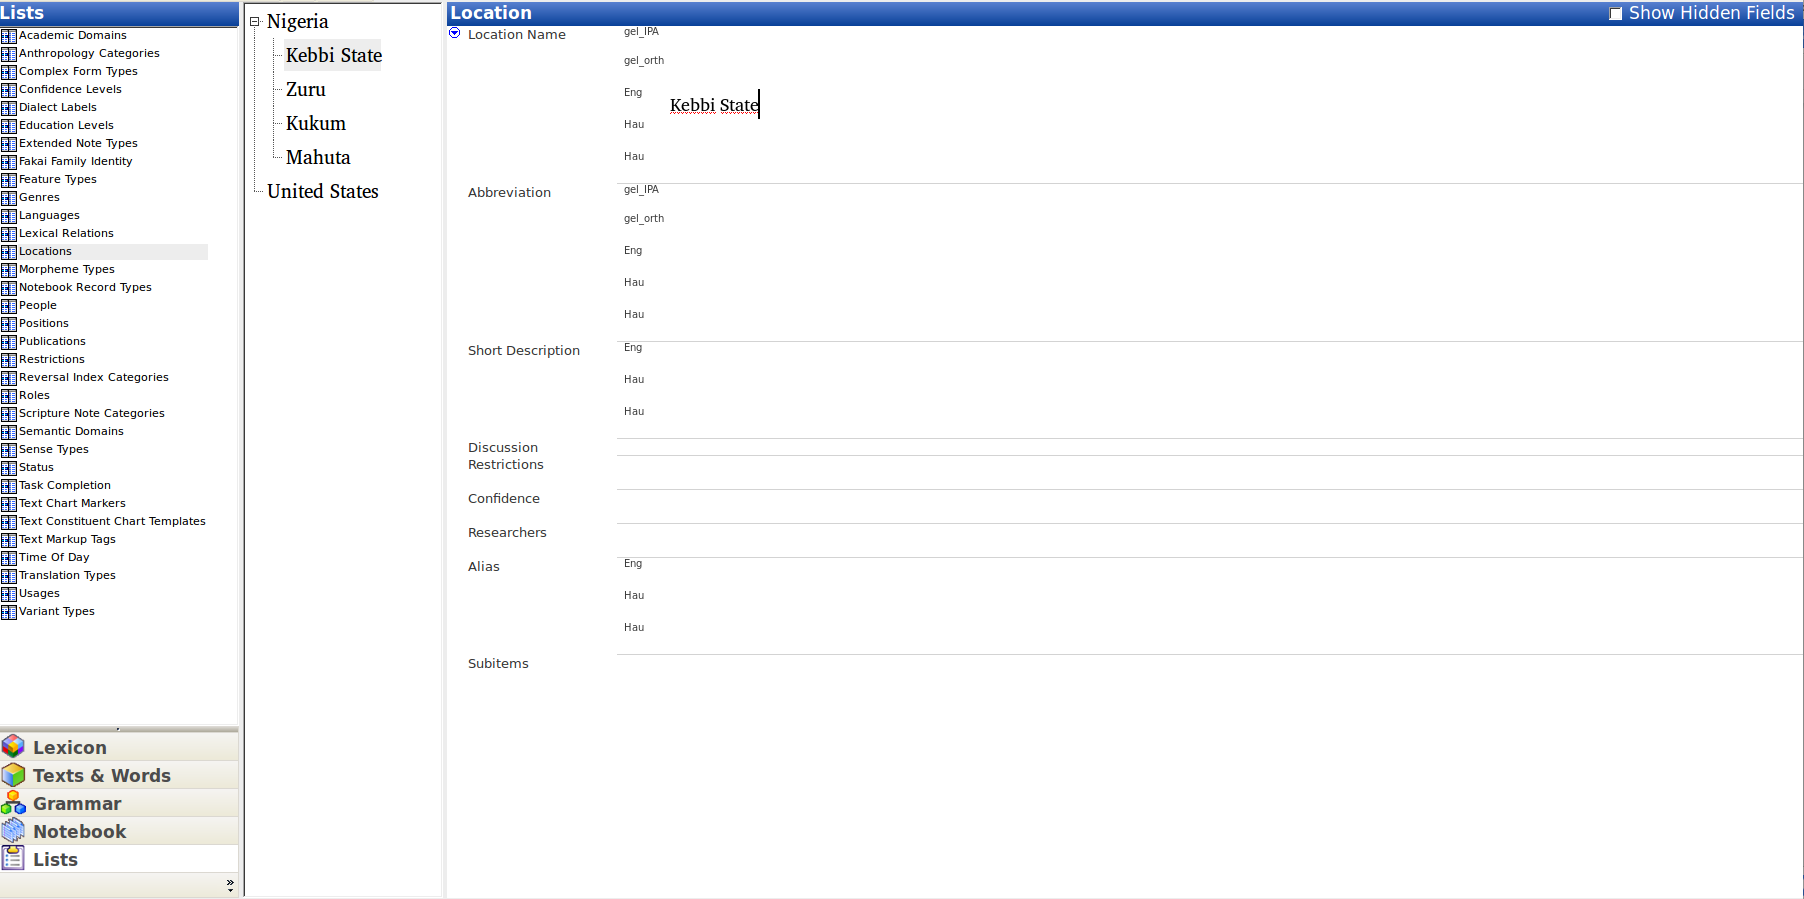 Lists
Academic Domains
Anthropology Categories
Complex Form Types
Confidence Levels
Dialect Labels
Education Levels
Extended Note Types
Fakai Family Identity
Feature Types
Genres
Languages
Lexical Relations
Locations
Morpheme Types
Notebook Record Types
People
Positions
Publications
Restrictions
Reversal Index Categories
Roles
Scripture Note Categories
Semantic Domains
Sense Types
Status
Task Completion
Text Chart Markers
Text Constituent Chart Templates
Text Markup Tags
Time Of Day
Translation Types
Usages
Variant Types
Lexicon
Texts & Words
Grammar
Notebook
Lists
Nigeria
Kebbi State
Zuru
Kukum
Mahuta
United States
Location
Show Hidden Fields
Location Name
gel_IPA
gel_orth
Eng Kebbi State
Hau
Hau
Abbreviation
gel_IPA
gel_orth
Eng
Hau
Hau
Short Description
Eng
Hau
Hau
Discussion
Restrictions
Confidence
Researchers
Alias
Eng
Hau
Hau
Subitems